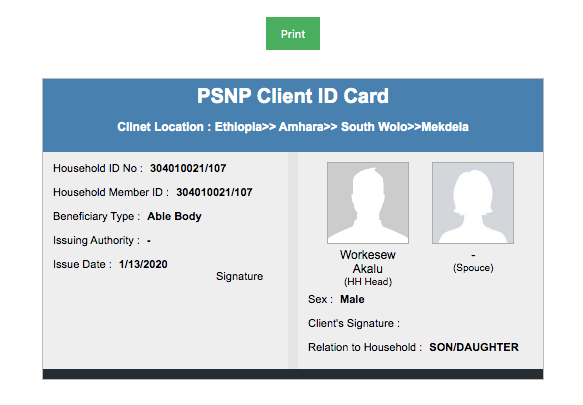 Print
PSNP Client ID Card
Clinet Location : Ethiopia>> Amhara>> South Wolo>>Mekdela
Household ID No : 304010021/107
Household Member ID : 304010021/107
Beneficiary Type : Able Body
Issuing Authority : -
Issue Date : 1/13/2020
Signature
Workesew
Akalu
(HH Head)
-
(Spouce)
Sex : Male
Client's Signature :
Relation to Household : SON/DAUGHTER